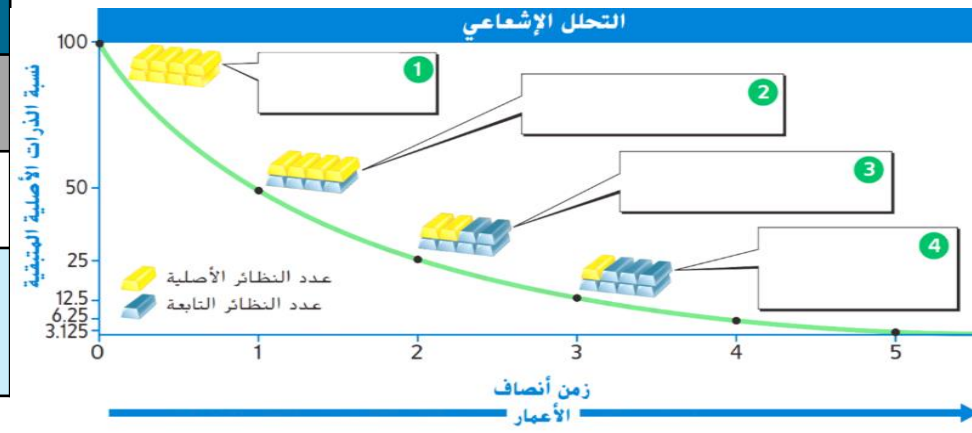 التحلل الإشعاعي
نسبة الذرات الأصلية المتبقية
100
50
25
12.5
6.25
3.125
1
2
3
4
عدد النظائر الأصلية
عدد النظائر التابعة
0 1 2 3 4 5
زمن أنصاف
الأعمار